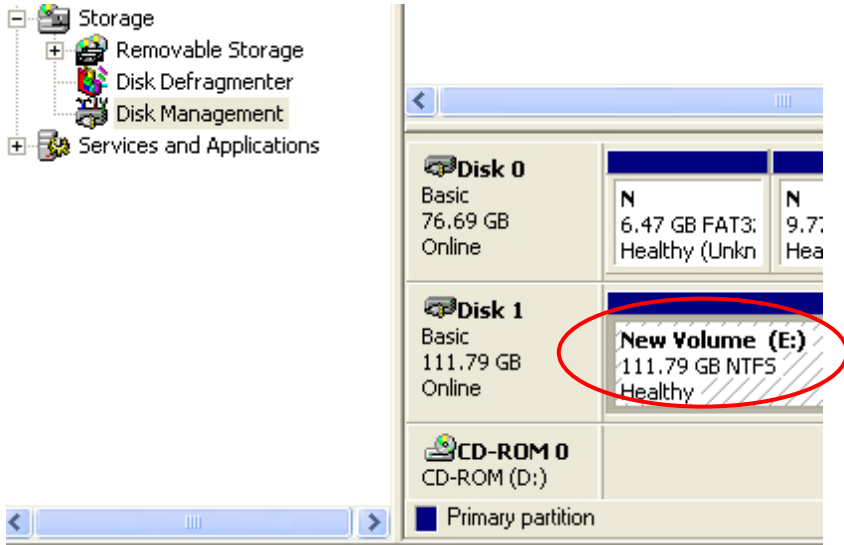 Storage
Removable Storage
Disk Defragmenter
Disk Management
Services and Applications
Disk 0
Basic
76.69 GB
Online
N
6.47 GB FAT3
Healthy (Unkn
N
9.7
Hea
Disk 1
Basic
111.79 GB
Online
New Volume (E:)
111.79 GB NTFS
Healthy
CD-ROM 0
CD-ROM (D:)
Primary partition